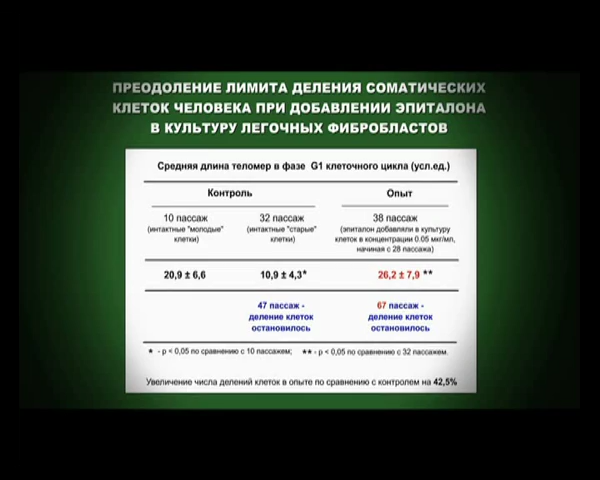 ПРЕОДОЛЕНИЕ ЛИМИТА ДЕЛЕНИЯ СОМАТИЧЕСКИХ
КЛЕТОК ЧЕЛОВЕКА ПРИ ДОБАВЛЕНИИ ЭПИТАЛОНА
В КУЛЬТУРУ ЛЕГОЧНЫХ ФИБРОБЛАСТОВ
Средняя длина теломер в фазе G1 клеточного цикла (усл.ед.)
Контроль Опыт
10 пассаж 32 пассаж 38 пассаж
(интактные "молодые" (интактные "старые" (эпиталон добавляли в культуру
клетки) клетки) клеток в концентрации 0.05 мкг/мл,
начиная с 28 пассажа)
20,9 ± 6,6 10,9 ± 4,3* 26,2 ± 7,9 **
47 пассаж - 67 пассаж -
деление клеток деление клеток
остановилось остановилось
* - p < 0,05 по сравнению с 10 пассажем; ** - p < 0,05 по сравнению с 32 пассажем.
Увеличение числа делений клеток в опыте по сравнению с контролем на 42,5%